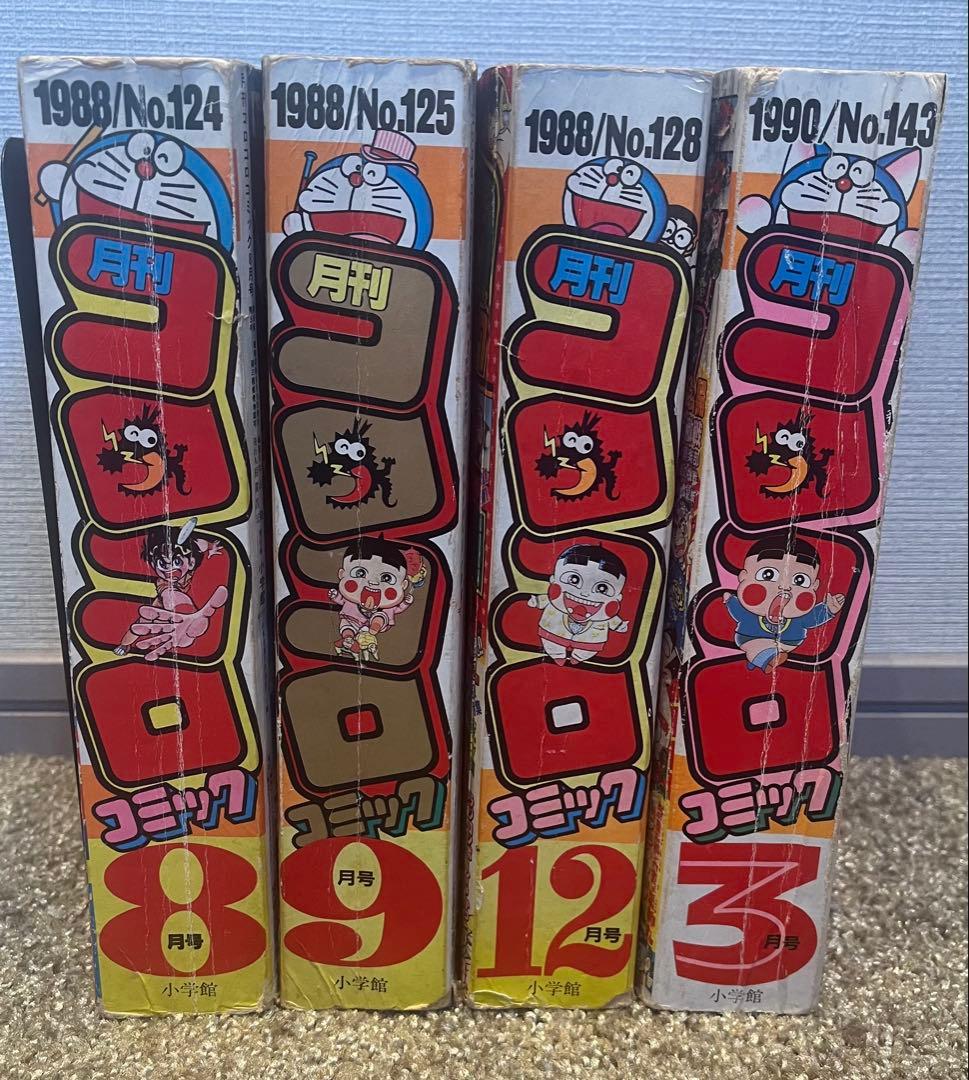 1988/No.124
月刊
コロコロ
コミック
8
月号
小学館
1988/No.125
月刊
コロコロ
コミック
9
月号
小学館
1988/No.128
月刊
コロコロ
コミック
12
月号
小学館
1990/No.143
月刊
コロコロ
コミック
3
月号
小学館